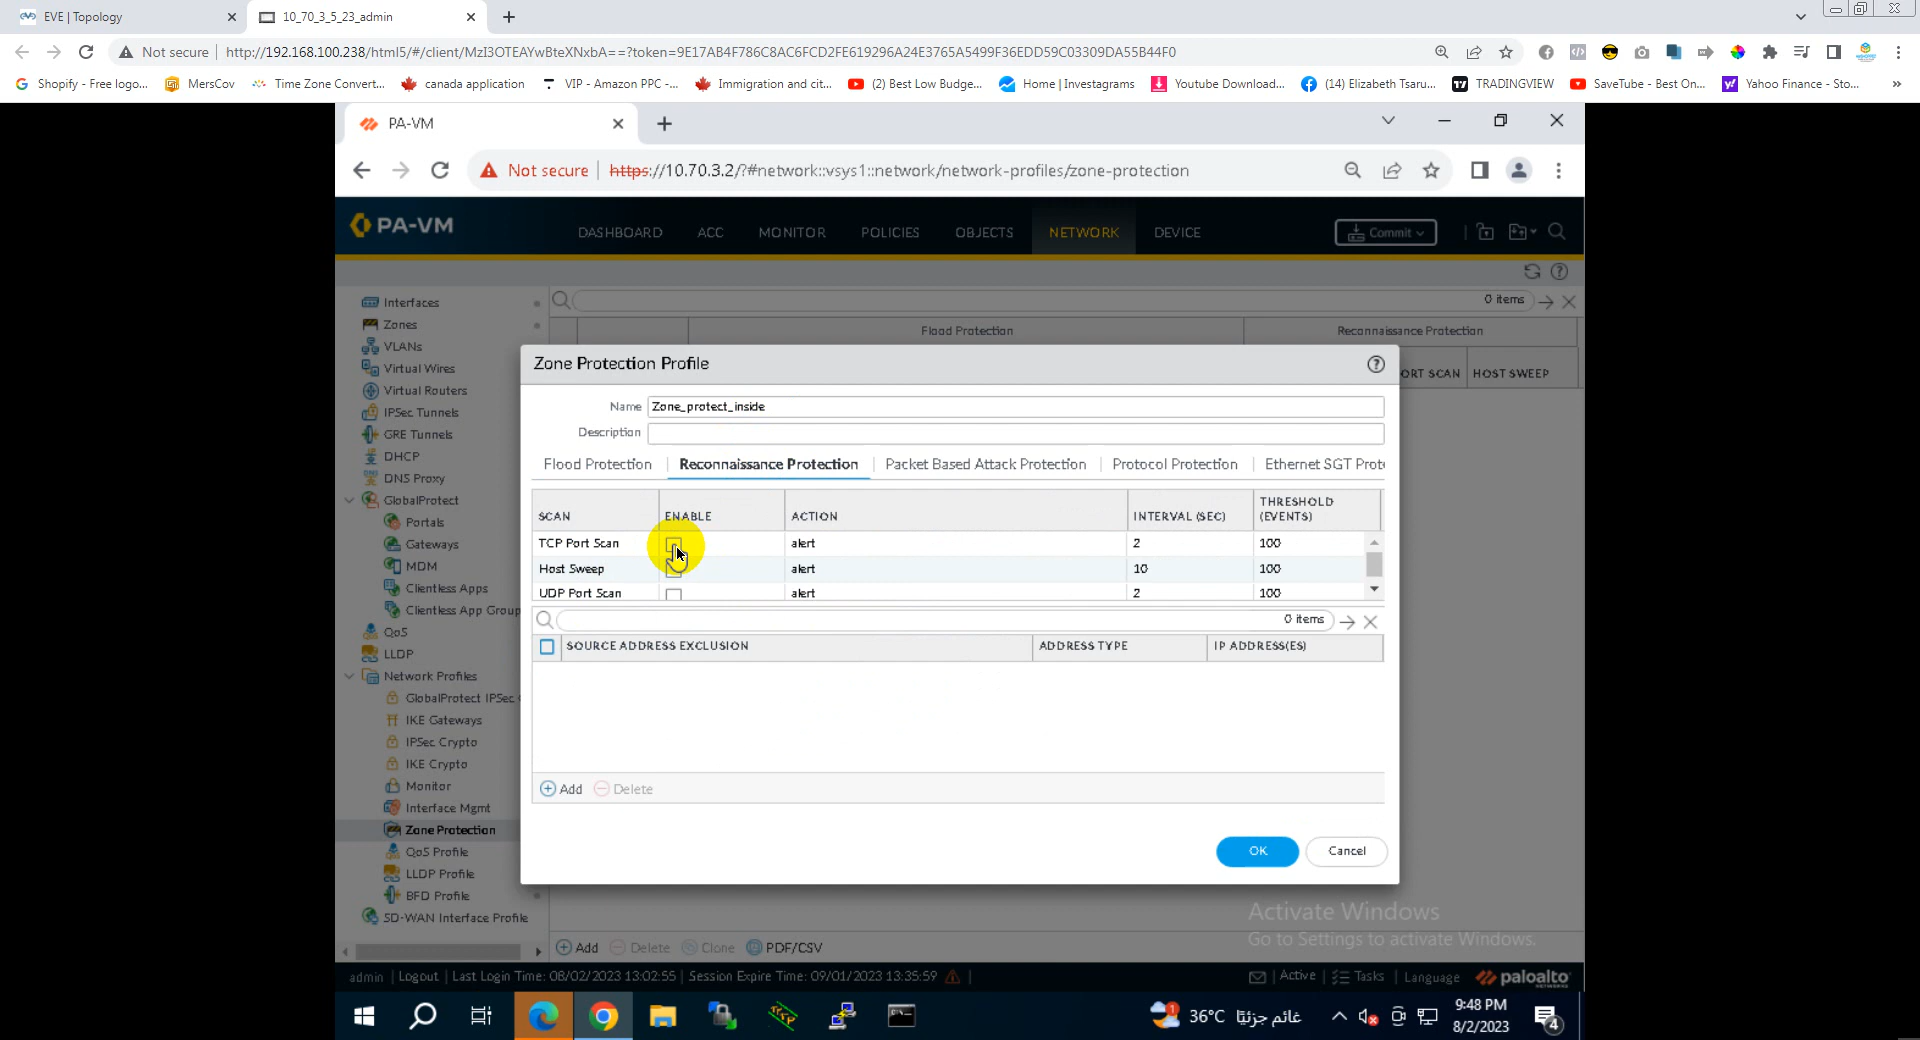 EVE | Topology
10_70_3_5_23_admin
Not secure
http://192.168.100.238/html5/#/client/MzI3OTEAYwBteXNxbA==?token=9E17AB4F786C8AC6FCD2FE619296A24E3765A5499F36EDD59C03309DA55B44F0
Shopify - Free logo...
MersCov
Time Zone Convert...
canada application
VIP - Amazon PPC -...
Immigration and cit...
(2) Best Low Budge...
Home | Investagrams
Youtube Download...
(14) Elizabeth Tsaru...
TRADINGVIEW
SaveTube - Best On...
Yahoo Finance - Sto...
PA-VM
Not secure
https://10.70.3.2/?#network::vsys1::network/network-profiles/zone-protection
PA-VM
DASHBOARD
ACC
MONITOR
POLICIES
OBJECTS
NETWORK
DEVICE
Commit
Interfaces
Zones
VLANs
Virtual Wires
Virtual Routers
IPSec Tunnels
GRE Tunnels
DHCP
DNS Proxy
GlobalProtect
Portals
Gateways
MDM
Clientless Apps
Clientless App Group
QoS
LLDP
Network Profiles
GlobalProtect IPSec
IKE Gateways
IPSec Crypto
IKE Crypto
Monitor
Interface Mgmt
Zone Protection
QoS Profile
LLDP Profile
BFD Profile
SD-WAN Interface Profile
0 items
Flood Protection
Reconnaissance Protection
ORT SCAN
HOST SWEEP
Zone Protection Profile
Name
Zone_protect_inside
Description
Flood Protection
Reconnaissance Protection
Packet Based Attack Protection
Protocol Protection
Ethernet SGT Prote
SCAN
ENABLE
ACTION
INTERVAL (SEC)
THRESHOLD (EVENTS)
TCP Port Scan
alert
2
100
Host Sweep
alert
10
100
UDP Port Scan
alert
2
100
0 items
SOURCE ADDRESS EXCLUSION
ADDRESS TYPE
IP ADDRESS(ES)
Add
Delete
OK
Cancel
Activate Windows
Go to Settings to activate Windows.
Add
Delete
Clone
PDF/CSV
admin | Logout | Last Login Time: 08/02/2023 13:02:55 | Session Expire Time: 09/01/2023 13:35:59
Active
Tasks
Language
paloalto
NETWORKS
1
36°C
غائم جزئيًا
9:48 PM
8/2/2023
4